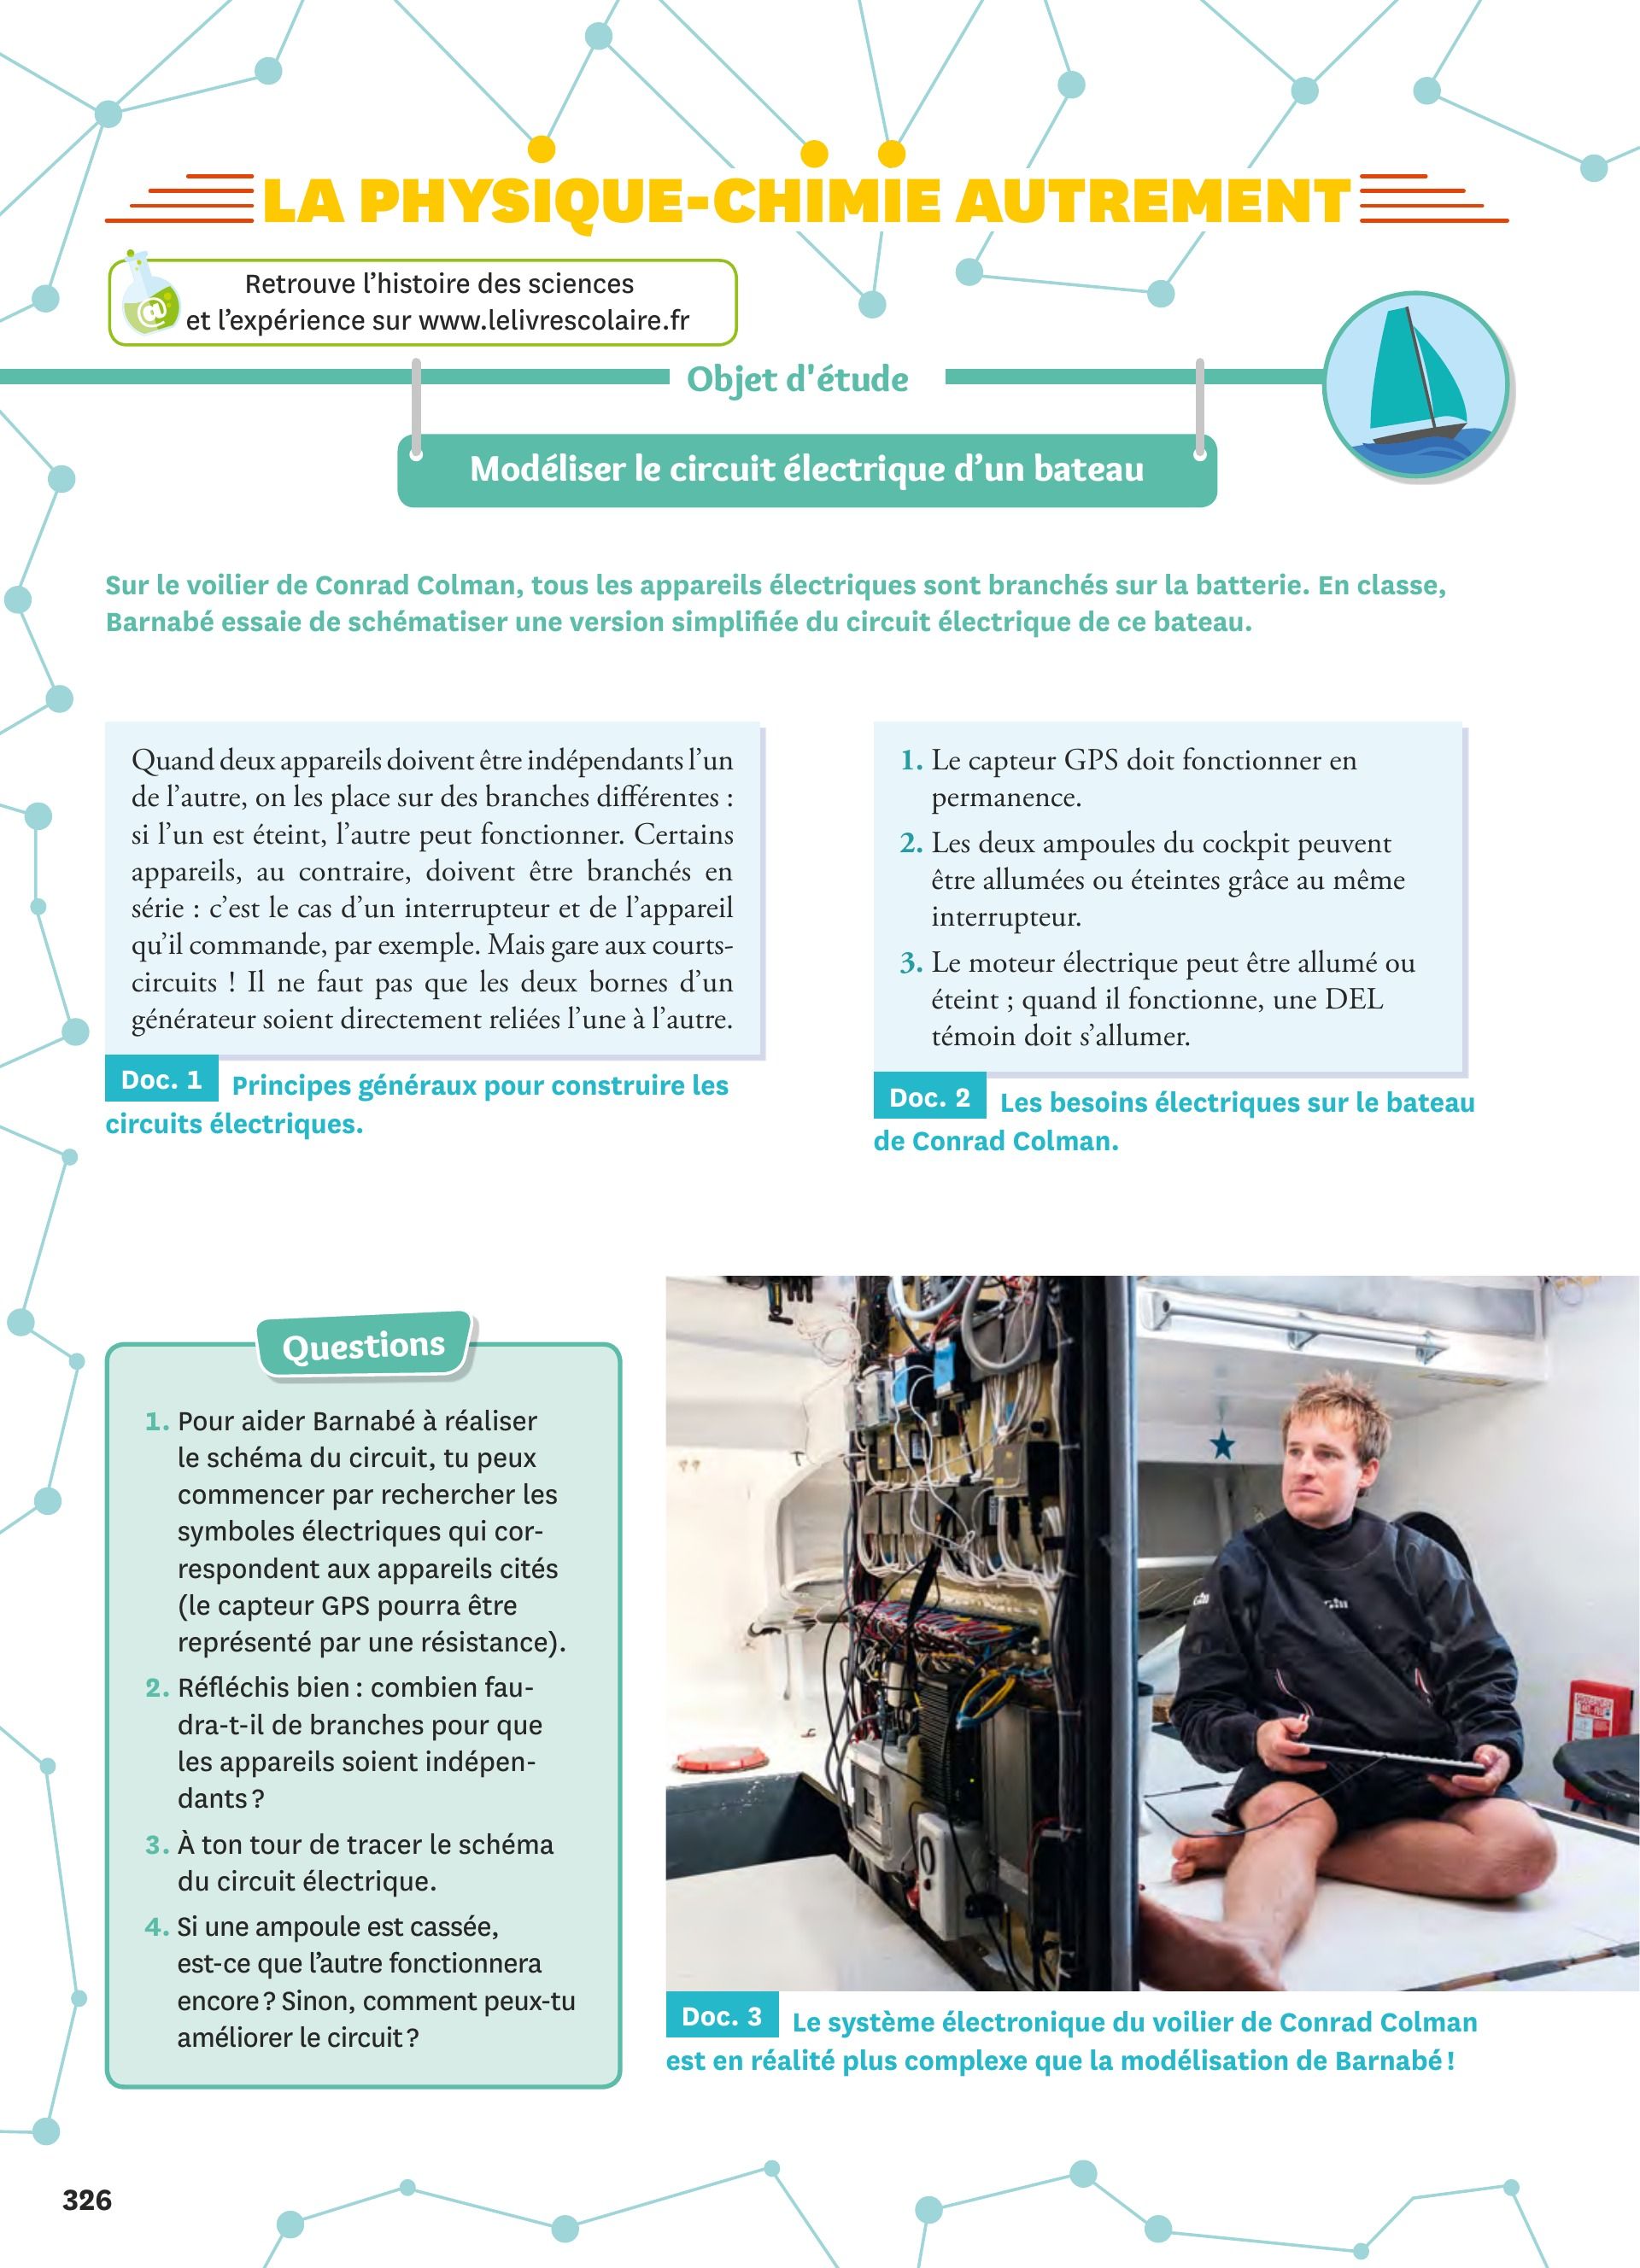 LA PHYSIQUE-CHIMIE AUTREMENT
Retrouve l'histoire des sciences
et l'expérience sur www.lelivrescolaire.fr
Objet d'étude
Modéliser le circuit électrique d'un bateau
Sur le voilier de Conrad Colman, tous les appareils électriques sont branchés sur la batterie. En classe,
Barnabé essaie de schématiser une version simplifiée du circuit électrique de ce bateau.
Quand deux appareils doivent être indépendants l'un
de l'autre, on les place sur des branches différentes :
si l'un est éteint, l'autre peut fonctionner. Certains
appareils, au contraire, doivent être branchés en
série : c'est le cas d'un interrupteur et de l'appareil
qu'il commande, par exemple. Mais gare aux courts-
circuits ! Il ne faut pas que les deux bornes d'un
générateur soient directement reliées l'une à l'autre.
Doc. 1 Principes généraux pour construire les
circuits électriques.
1. Le capteur GPS doit fonctionner en
permanence.
2. Les deux ampoules du cockpit peuvent
être allumées ou éteintes grâce au même
interrupteur.
3. Le moteur électrique peut être allumé ou
éteint ; quand il fonctionne, une DEL
témoin doit s'allumer.
Doc. 2 Les besoins électriques sur le bateau
de Conrad Colman.
Questions
1. Pour aider Barnabé à réaliser
le schéma du circuit, tu peux
commencer par rechercher les
symboles électriques qui cor-
respondent aux appareils cités
(le capteur GPS pourra être
représenté par une résistance).
2. Réfléchis bien : combien fau-
dra-t-il de branches pour que
les appareils soient indépen-
dants ?
3. À ton tour de tracer le schéma
du circuit électrique.
4. Si une ampoule est cassée,
est-ce que l'autre fonctionnera
encore ? Sinon, comment peux-tu
améliorer le circuit ?
Gill
Doc. 3 Le système électronique du voilier de Conrad Colman
est en réalité plus complexe que la modélisation de Barnabé !
326